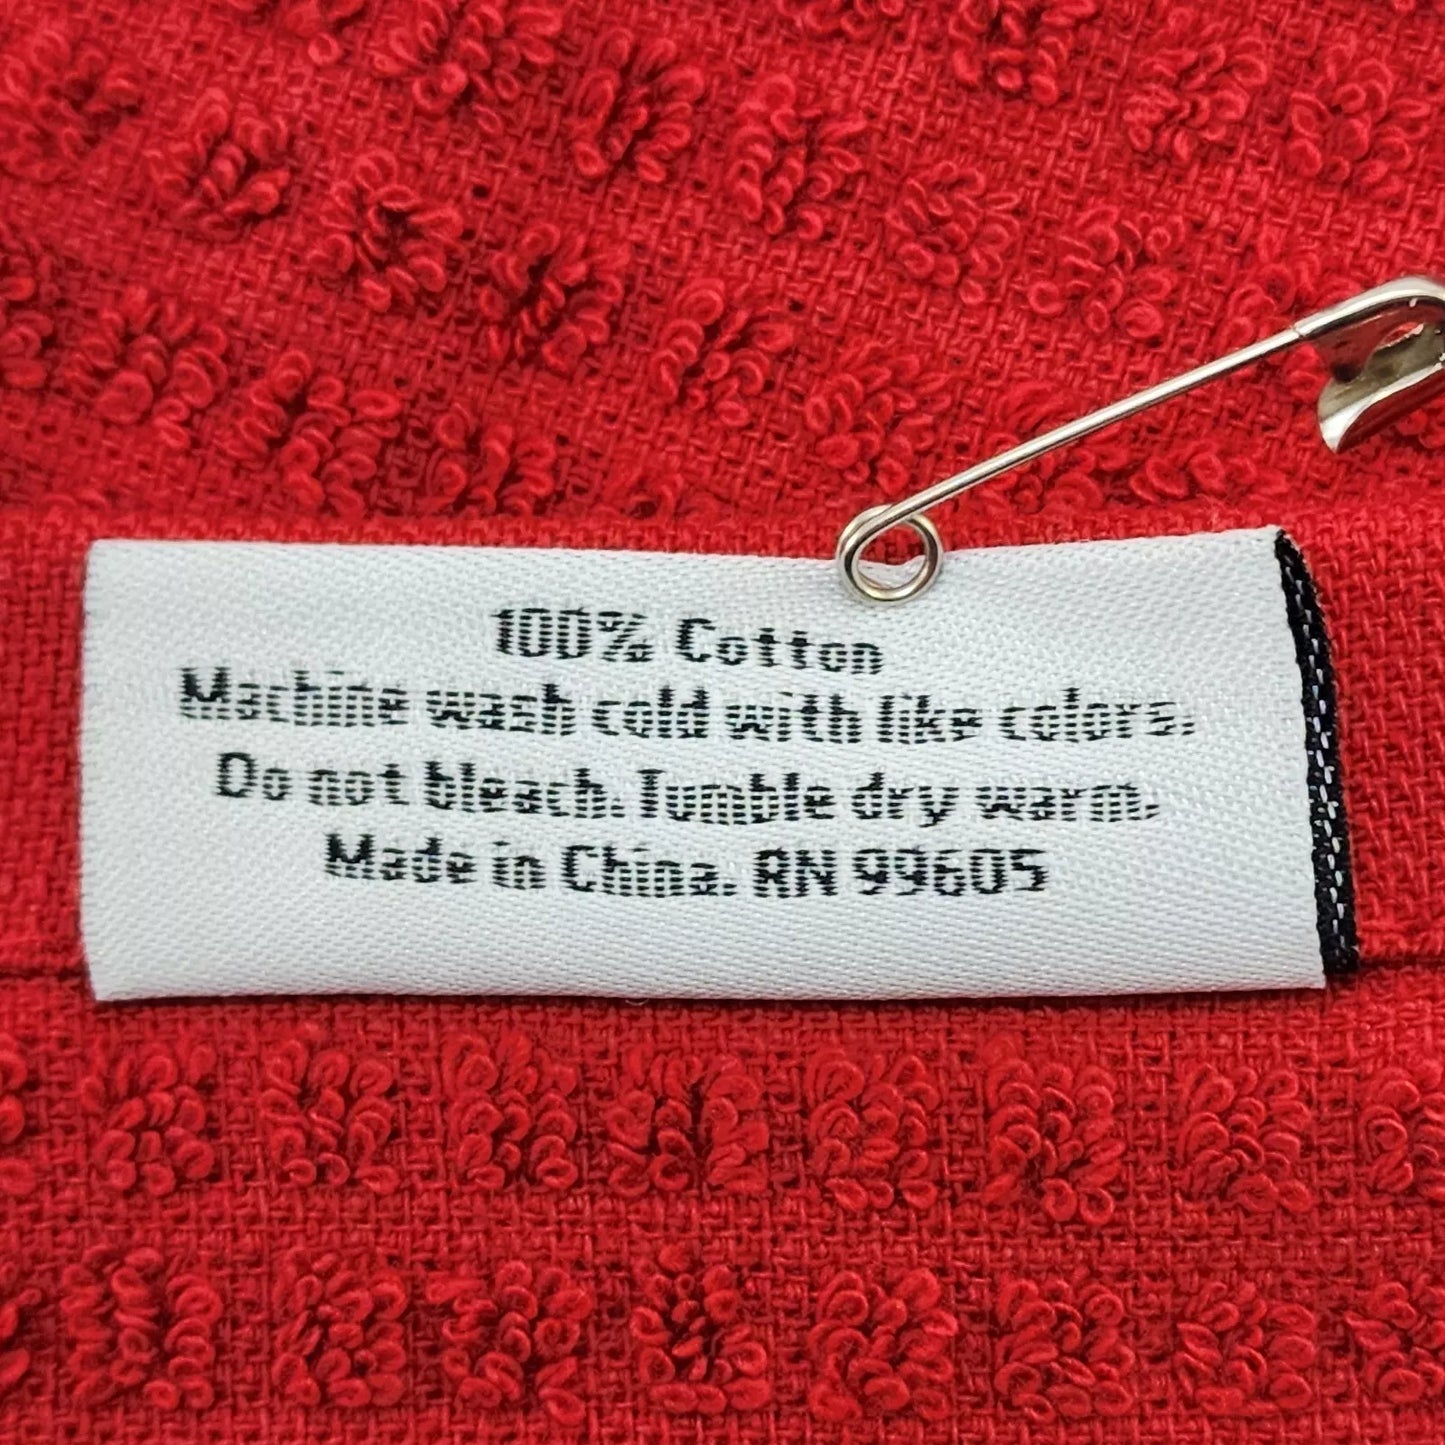 100% Cotton
Machine wash cold with like colors.
Do not bleach. Tumble dry warm.
Made in China. RN 99605